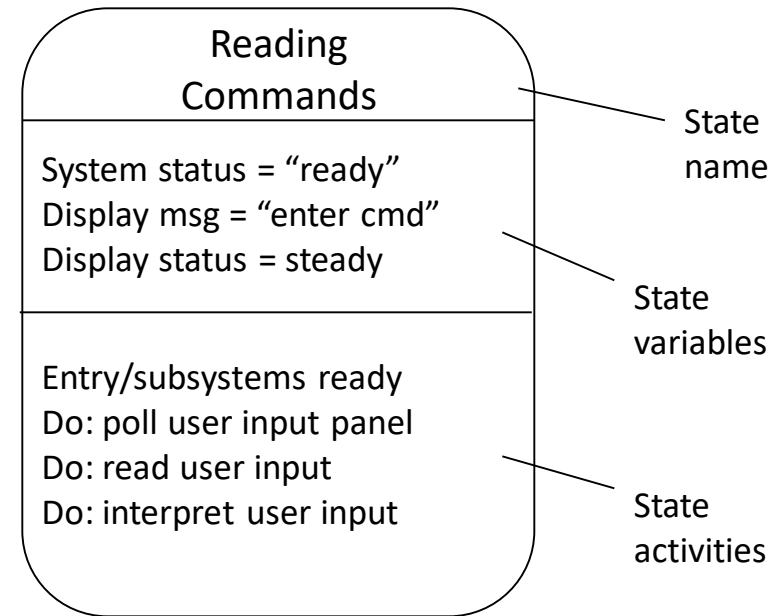 Reading
Commands
State
name
System status = “ready”
Display msg = “enter cmd”
Display status = steady
State
variables
Entry/subsystems ready
Do: poll user input panel
Do: read user input
Do: interpret user input
State
activities